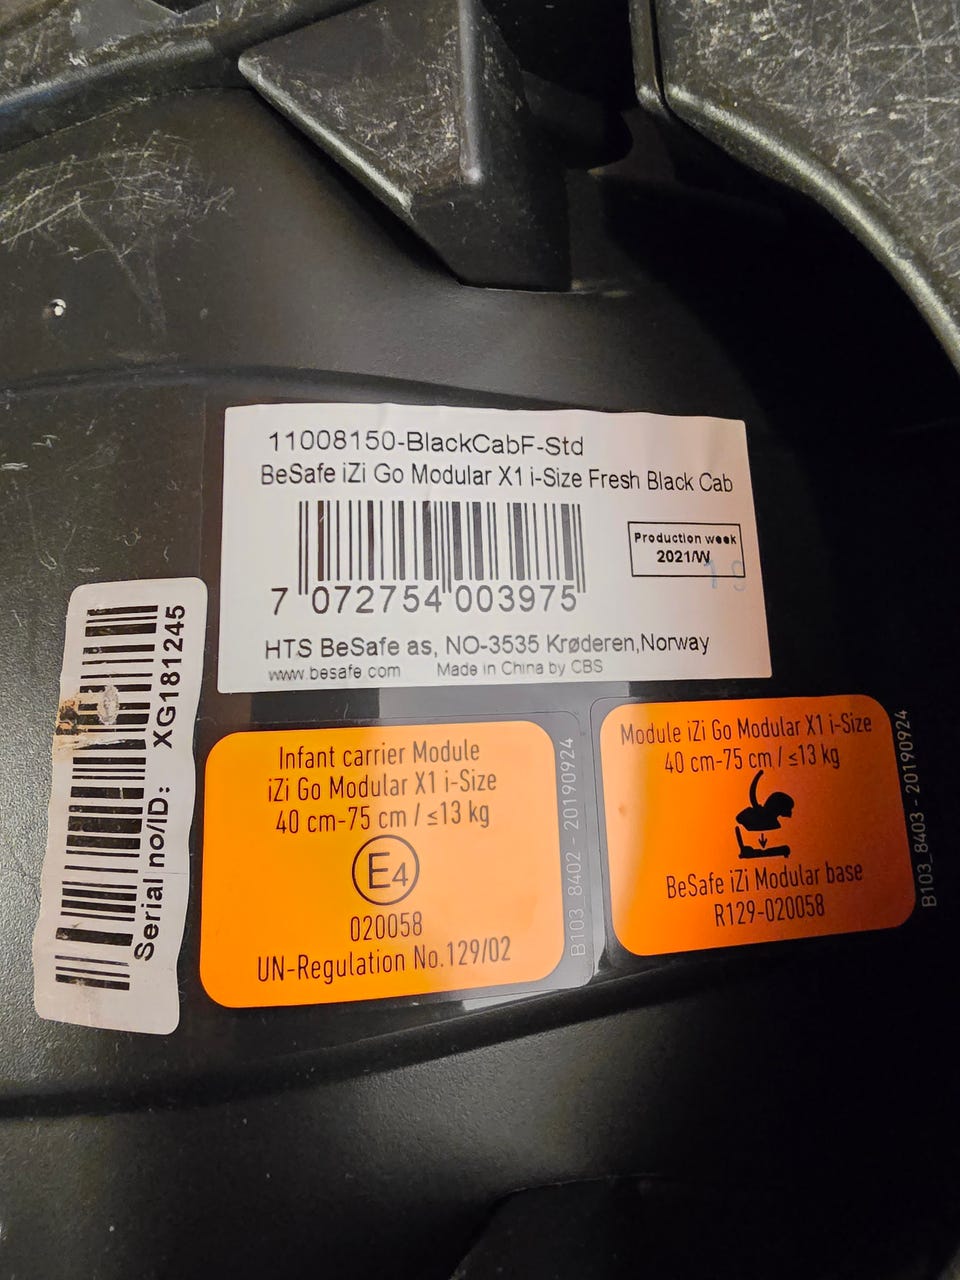 11008150-BlackCabF-Std
BeSafe iZi Go Modular X1 i-Size Fresh Black Cab
Production week
2021/W
19
7 072754 003975
HTS BeSafe as, NO-3535 Krøderen,Norway
www.besafe.com Made in China by CBS
Serial no/ID: XG181245
Infant carrier Module
iZi Go Modular X1 i-Size
40 cm-75 cm / ≤13 kg
E4
020058
UN-Regulation No.129/02
B103_8402 - 20190924
Module iZi Go Modular X1 i-Size
40 cm-75 cm / ≤13 kg
BeSafe iZi Modular base
R129-020058
B103_8403 - 20190924